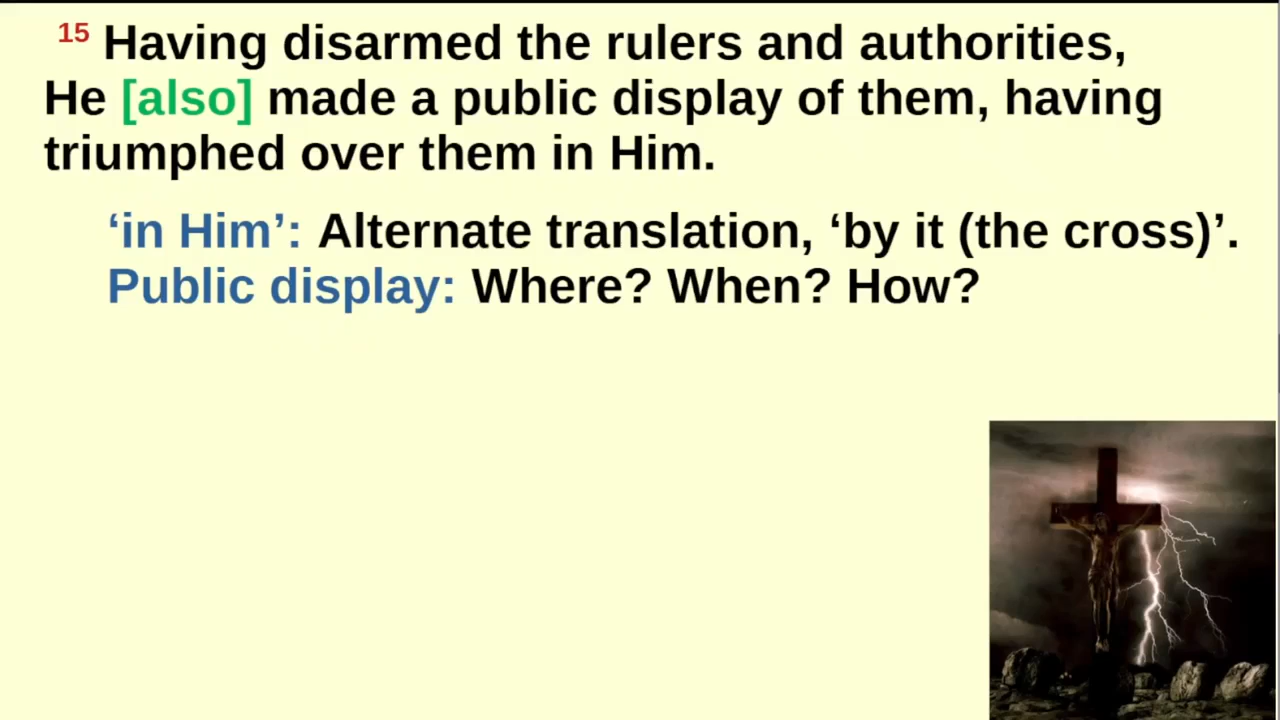 15 Having disarmed the rulers and authorities,
He [also] made a public display of them, having
triumphed over them in Him.
‘in Him’: Alternate translation, ‘by it (the cross)’.
Public display: Where? When? How?